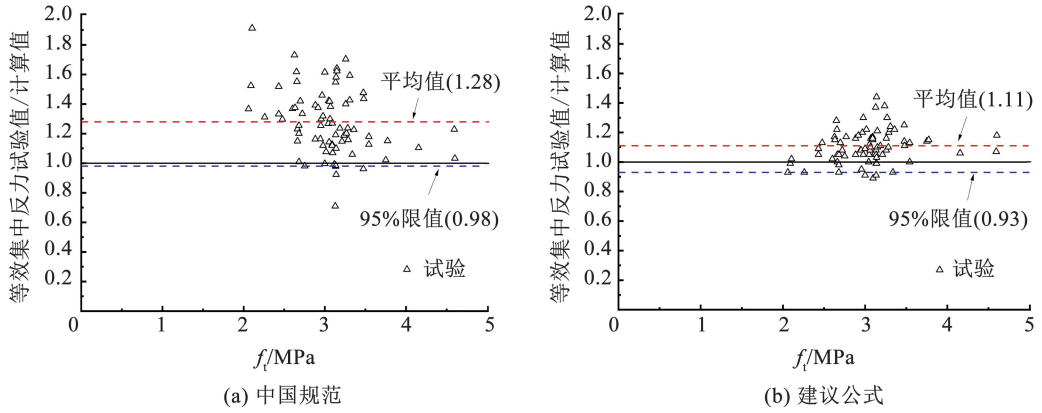 等效集中反力试验值/计算值
2.0
1.8
1.6
1.4
1.2
1.0
0.8
0.6
0.4
0.2
平均值(1.28)
95%限值(0.98)
试验
0 1 2 3 4 5
ft/MPa
(a) 中国规范
等效集中反力试验值/计算值
2.0
1.8
1.6
1.4
1.2
1.0
0.8
0.6
0.4
0.2
平均值(1.11)
95%限值(0.93)
试验
0 1 2 3 4 5
ft/MPa
(b) 建议公式